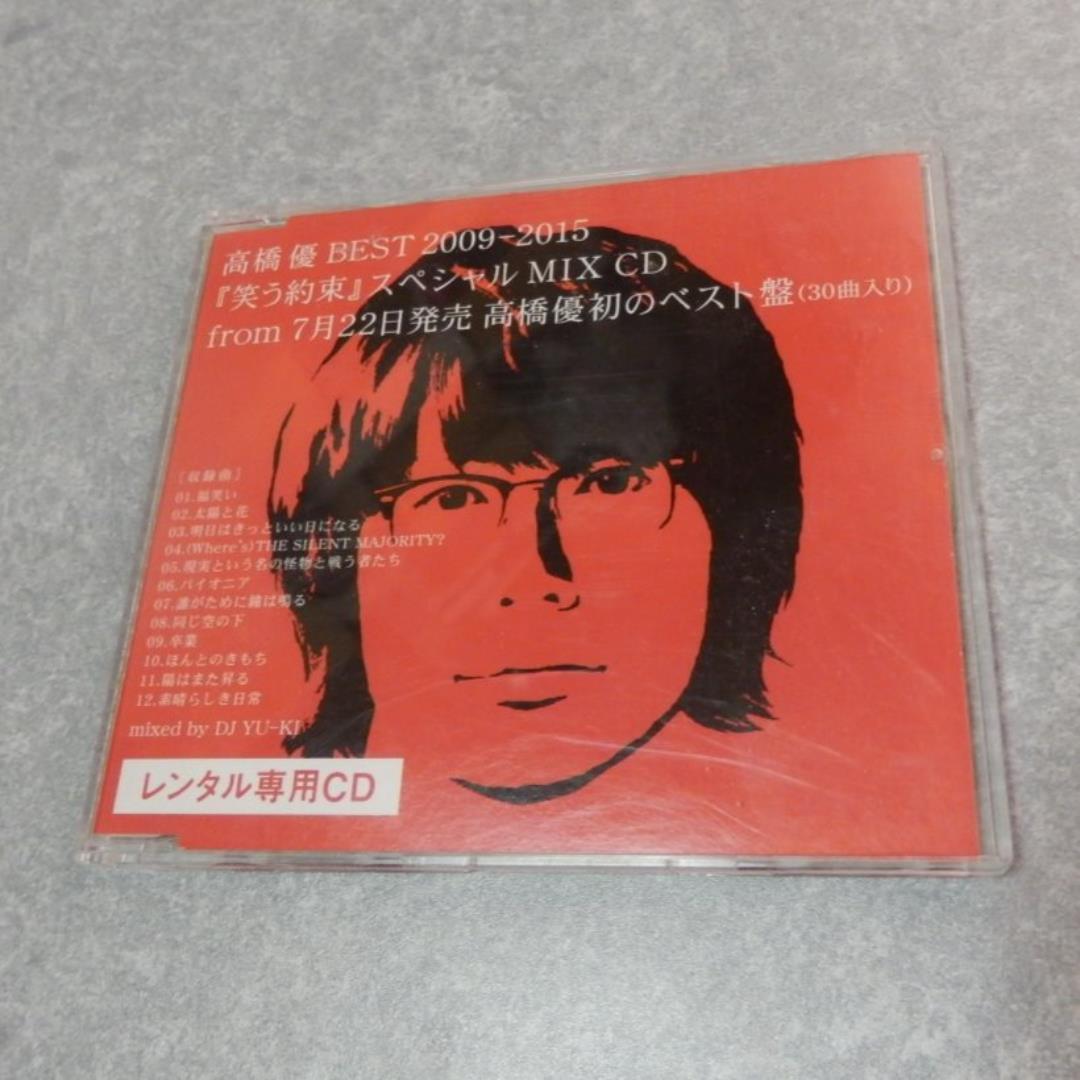 高橋 優 BEST 2009-2015
『笑う約束』スペシャル MIX CD
from 7月22日発売 高橋優初のベスト盤(30曲入り)
［収録曲］
01.福笑い
02.太陽と花
03.明日はきっといい日になる
04.(Where's)THE SILENT MAJORITY?
05.現実という名の怪物と戦う者たち
06.パイオニア
07.誰がために鐘は鳴る
08.同じ空の下
09.卒業
10.ほんとのきもち
11.陽はまた昇る
12.素晴らしき日常
mixed by DJ YU-KI
レンタル専用CD